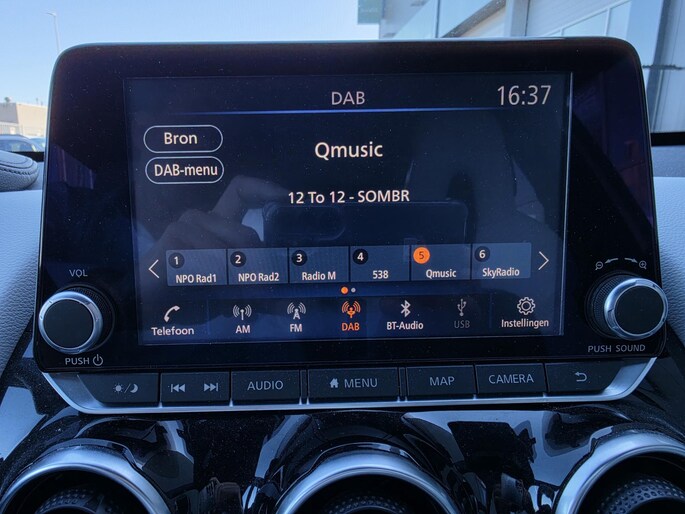 DAB
16:37
Bron
Qmusic
DAB-menu
12 To 12 - SOMBR
1 2 3 4 5 6
NPO Rad1 NPO Rad2 Radio M 538 Qmusic SkyRadio
Telefoon AM FM DAB BT-Audio USB Instellingen
VOL
PUSH
PUSH SOUND
AUDIO MENU MAP CAMERA